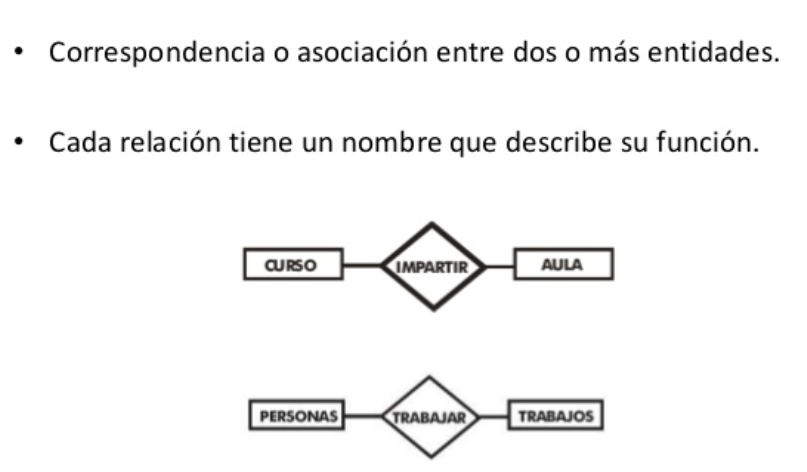 • Correspondencia o asociación entre dos o más entidades.
• Cada relación tiene un nombre que describe su función.
CURSO IMPARTIR AULA
PERSONAS TRABAJAR TRABAJOS